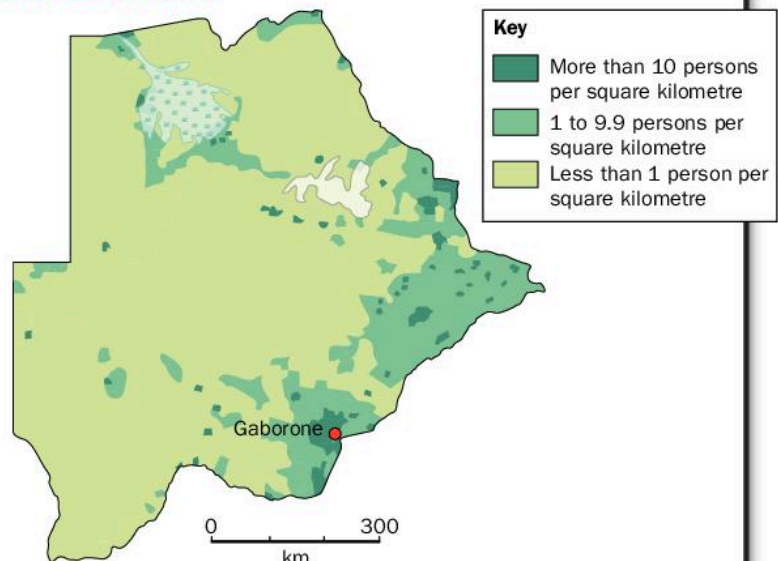 Key
More than 10 persons
per square kilometre
1 to 9.9 persons per
square kilometre
Less than 1 person per
square kilometre
Gaborone
0 300
km